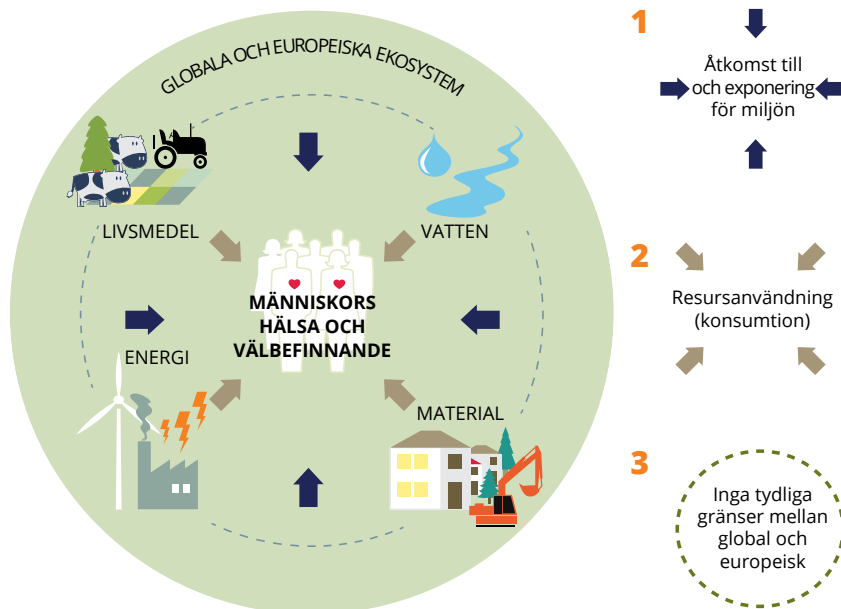 GLOBALA OCH EUROPEISKA EKOSYSTEM
LIVSMEDEL
VATTEN
MÄNNISKORS
HÄLSA OCH
VÄLBEFINNANDE
ENERGI
MATERIAL
1
Åtkomst till
och exponering
för miljön
2
Resursanvändning
(konsumtion)
3
Inga tydliga
gränser mellan
global och
europeisk